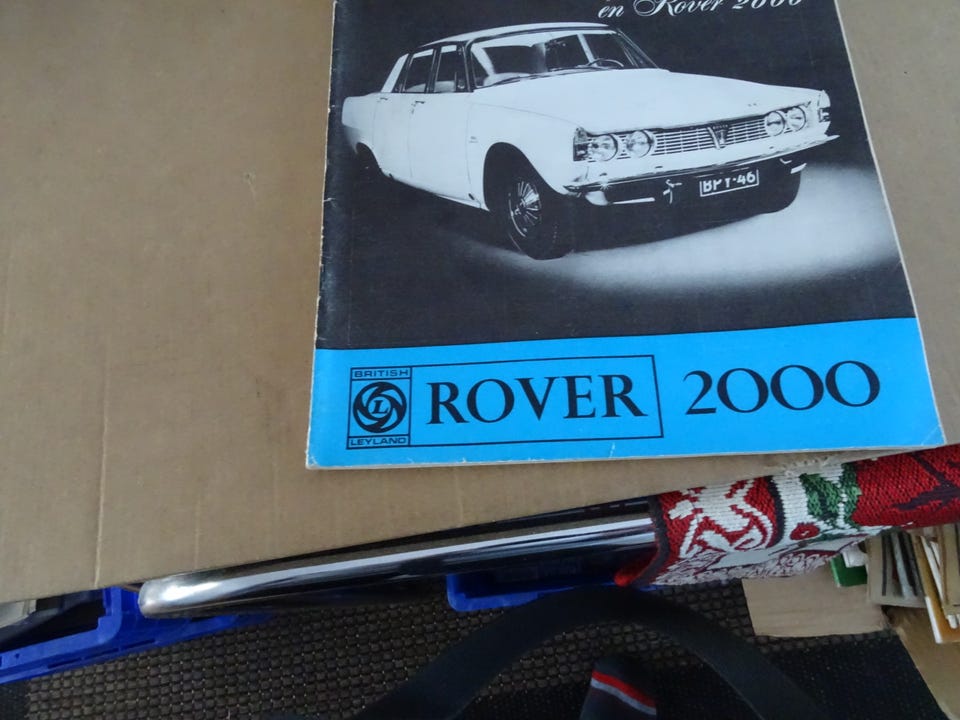 en Rover 2000
BPY-46
BRITISH
L
LEYLAND
ROVER 2000